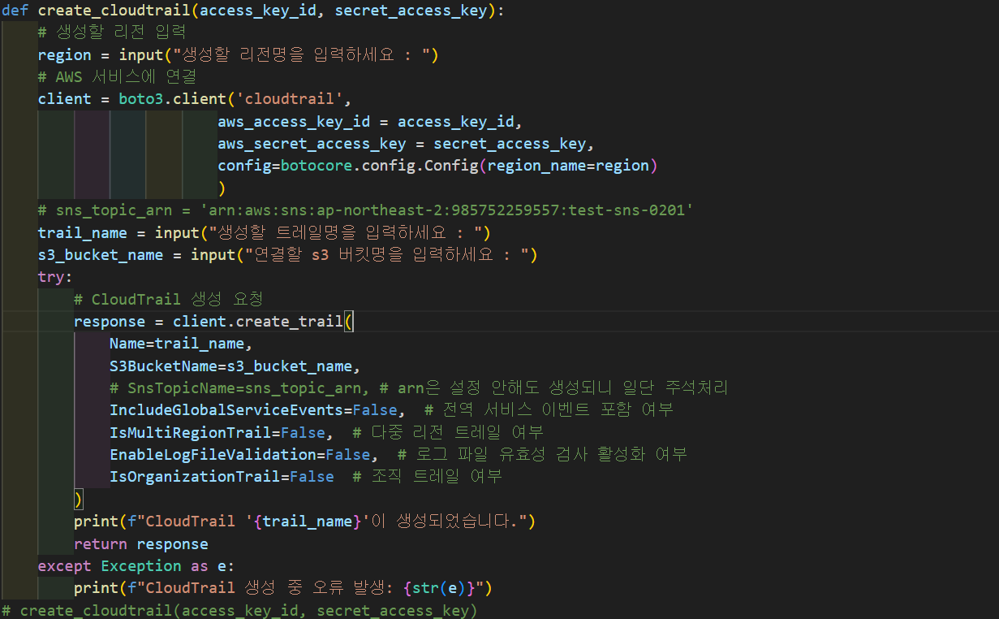 def create_cloudtrail(access_key_id, secret_access_key):
# 생성할 리전 입력
region = input("생성할 리전명을 입력하세요 : ")
# AWS 서비스에 연결
client = boto3.client('cloudtrail',
aws_access_key_id = access_key_id,
aws_secret_access_key = secret_access_key,
config=botocore.config.Config(region_name=region)
)
# sns_topic_arn = 'arn:aws:sns:ap-northeast-2:985752259557:test-sns-0201'
trail_name = input("생성할 트레일명을 입력하세요 : ")
s3_bucket_name = input("연결할 s3 버킷명을 입력하세요 : ")
try:
# CloudTrail 생성 요청
response = client.create_trail(
Name=trail_name,
S3BucketName=s3_bucket_name,
# SnsTopicName=sns_topic_arn, # arn은 설정 안해도 생성되니 일단 주석처리
IncludeGlobalServiceEvents=False,  # 전역 서비스 이벤트 포함 여부
IsMultiRegionTrail=False,  # 다중 리전 트레일 여부
EnableLogFileValidation=False,  # 로그 파일 유효성 검사 활성화 여부
IsOrganizationTrail=False  # 조직 트레일 여부
)
print(f"CloudTrail '{trail_name}'이 생성되었습니다.")
return response
except Exception as e:
print(f"CloudTrail 생성 중 오류 발생: {str(e)}")
# create_cloudtrail(access_key_id, secret_access_key)